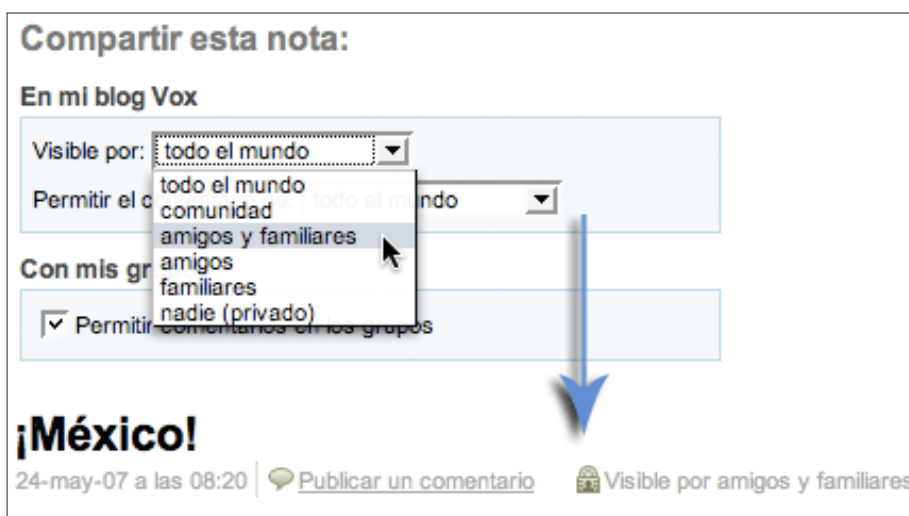 Compartir esta nota:
En mi blog Vox
Visible por: todo el mundo
todo el mundo
Permitir el comentario de: todo el mundo
comunidad
amigos y familiares
Con mis gr
amigos
familiares
nadie (privado)
Permitir comentarios en los grupos
¡México!
24-may-07 a las 08:20 Publicar un comentario Visible por amigos y familiares